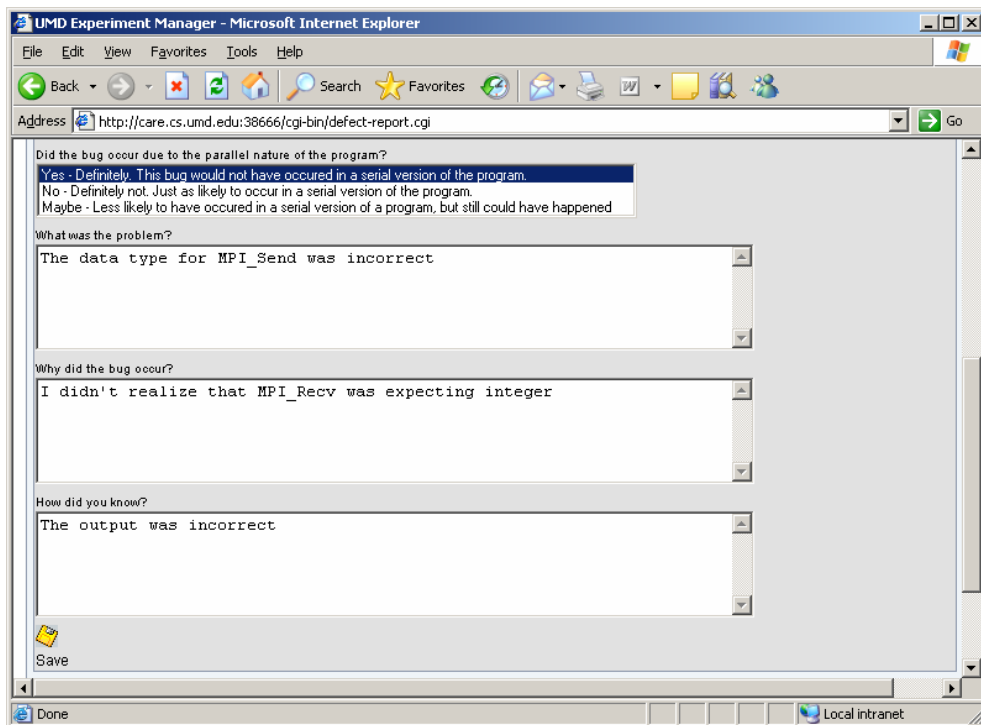 UMD Experiment Manager - Microsoft Internet Explorer
File Edit View Favorites Tools Help
Back Search Favorites W
Address http://care.cs.umd.edu:38666/cgi-bin/defect-report.cgi Go
Did the bug occur due to the parallel nature of the program?
Yes - Definitely. This bug would not have occured in a serial version of the program.
No - Definitely not. Just as likely to occur in a serial version of the program.
Maybe - Less likely to have occured in a serial version of a program, but still could have happened
What was the problem?
The data type for MPI_Send was incorrect
Why did the bug occur?
I didn't realize that MPI_Recv was expecting integer
How did you know?
The output was incorrect
Save
Done Local intranet